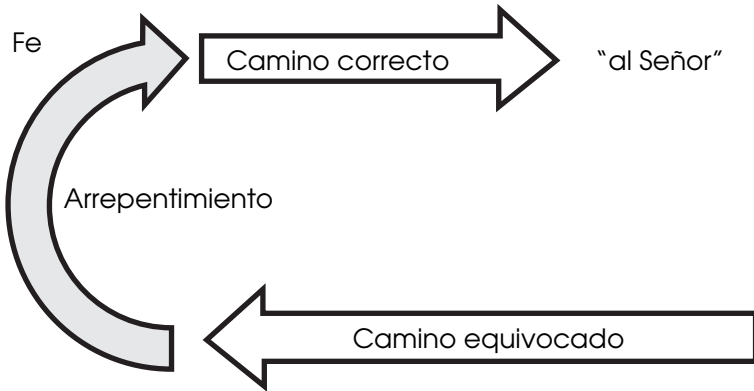 Fe
Camino correcto
“al Señor”
Arrepentimiento
Camino equivocado